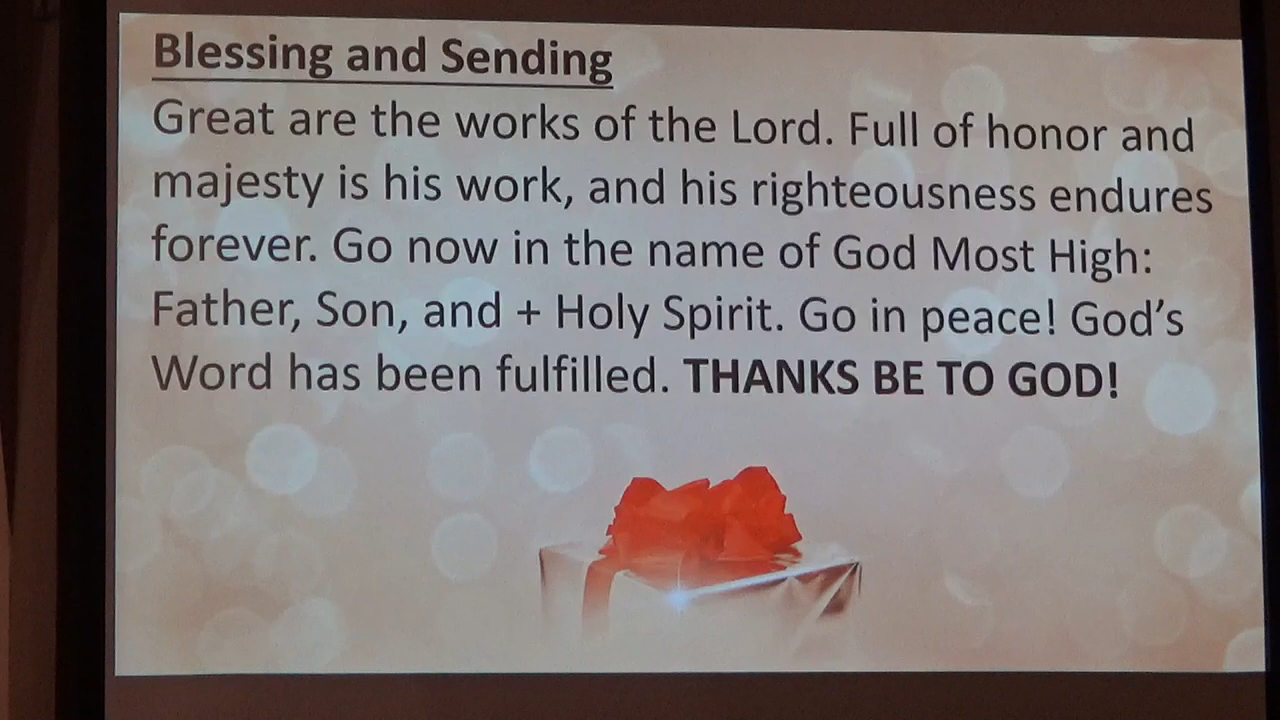 Blessing and Sending
Great are the works of the Lord. Full of honor and
majesty is his work, and his righteousness endures
forever. Go now in the name of God Most High:
Father, Son, and + Holy Spirit. Go in peace! God’s
Word has been fulfilled. THANKS BE TO GOD!